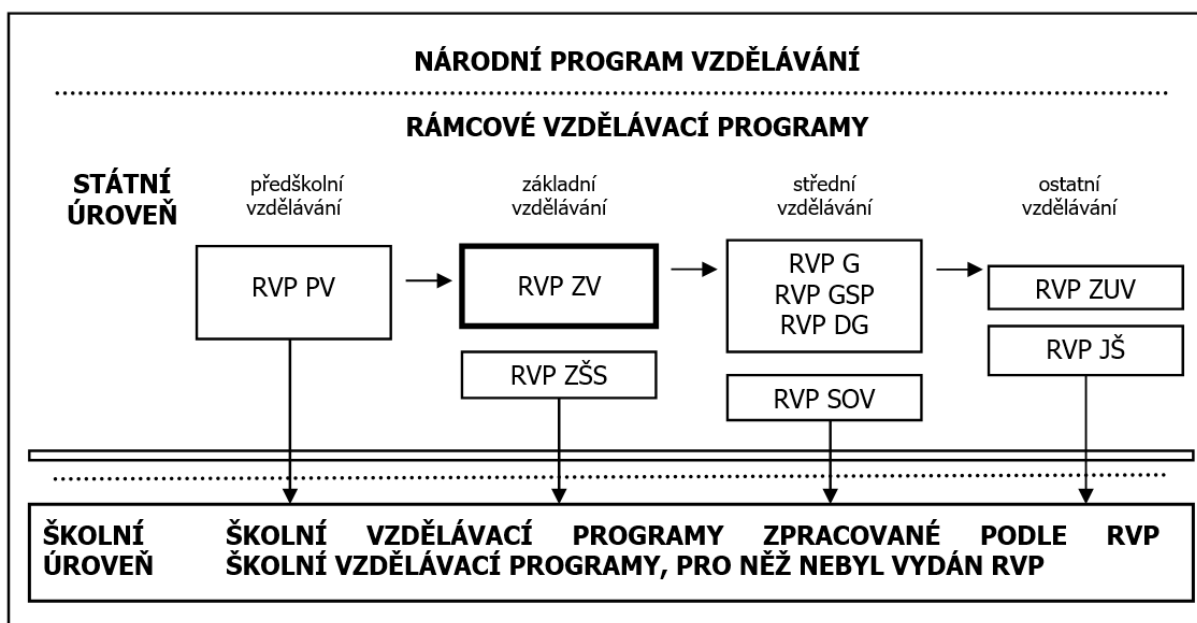 NÁRODNÍ PROGRAM VZDĚLÁVÁNÍ
RÁMCOVÉ VZDĚLÁVACÍ PROGRAMY
STÁTNÍ
ÚROVEŇ
předškolní
vzdělávání
základní
vzdělávání
střední
vzdělávání
ostatní
vzdělávání
RVP PV
RVP ZV
RVP G
RVP GSP
RVP DG
RVP ZUV
RVP ZŠS
RVP SOV
RVP JŠ
ŠKOLNÍ
ÚROVEŇ
ŠKOLNÍ VZDĚLÁVACÍ PROGRAMY ZPRACOVANÉ PODLE RVP
ŠKOLNÍ VZDĚLÁVACÍ PROGRAMY, PRO NĚŽ NEBYL VYDÁN RVP